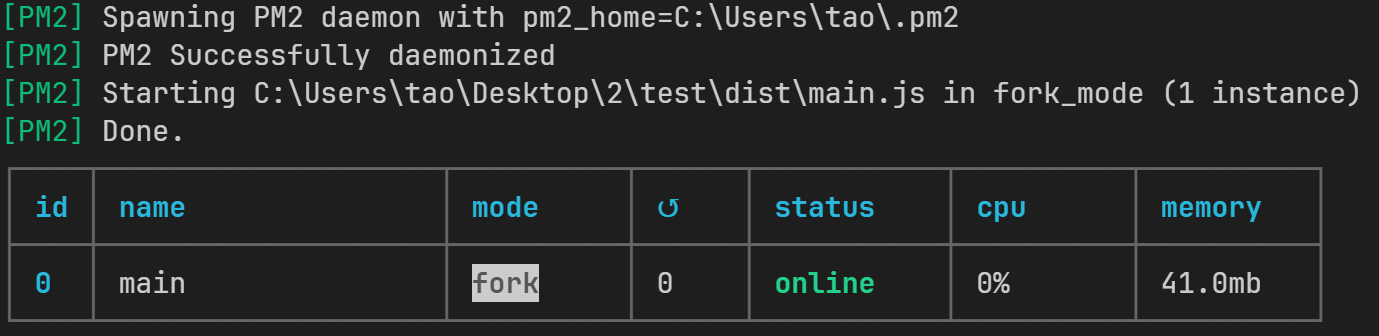 [PM2] Spawning PM2 daemon with pm2_home=C:\Users\tao\.pm2
[PM2] PM2 Successfully daemonized
[PM2] Starting C:\Users\tao\Desktop\2\test\dist\main.js in fork_mode (1 instance)
[PM2] Done.
id name mode ↺ status cpu memory
0 main fork 0 online 0% 41.0mb